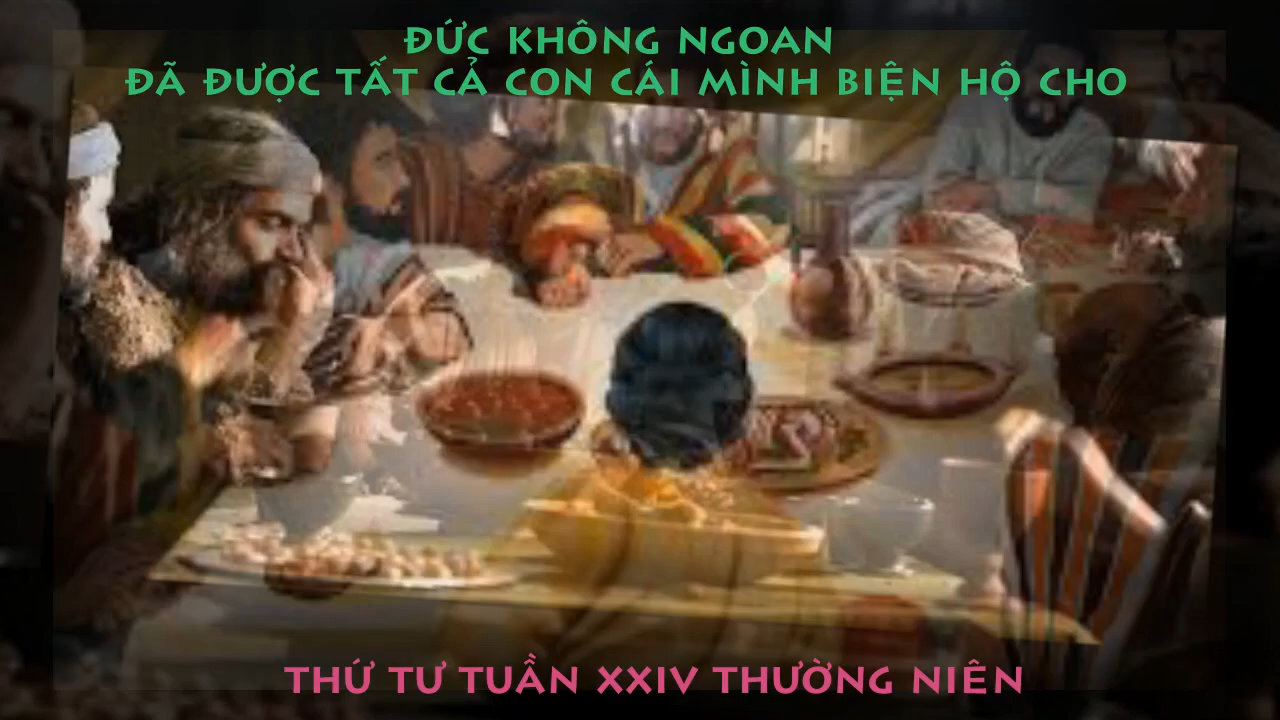 ĐỨC KHÔNG NGOAN
ĐÃ ĐƯỢC TẤT CẢ CON CÁI MÌNH BIỆN HỘ CHO
THỨ TƯ TUẦN XXIV THƯỜNG NIÊN